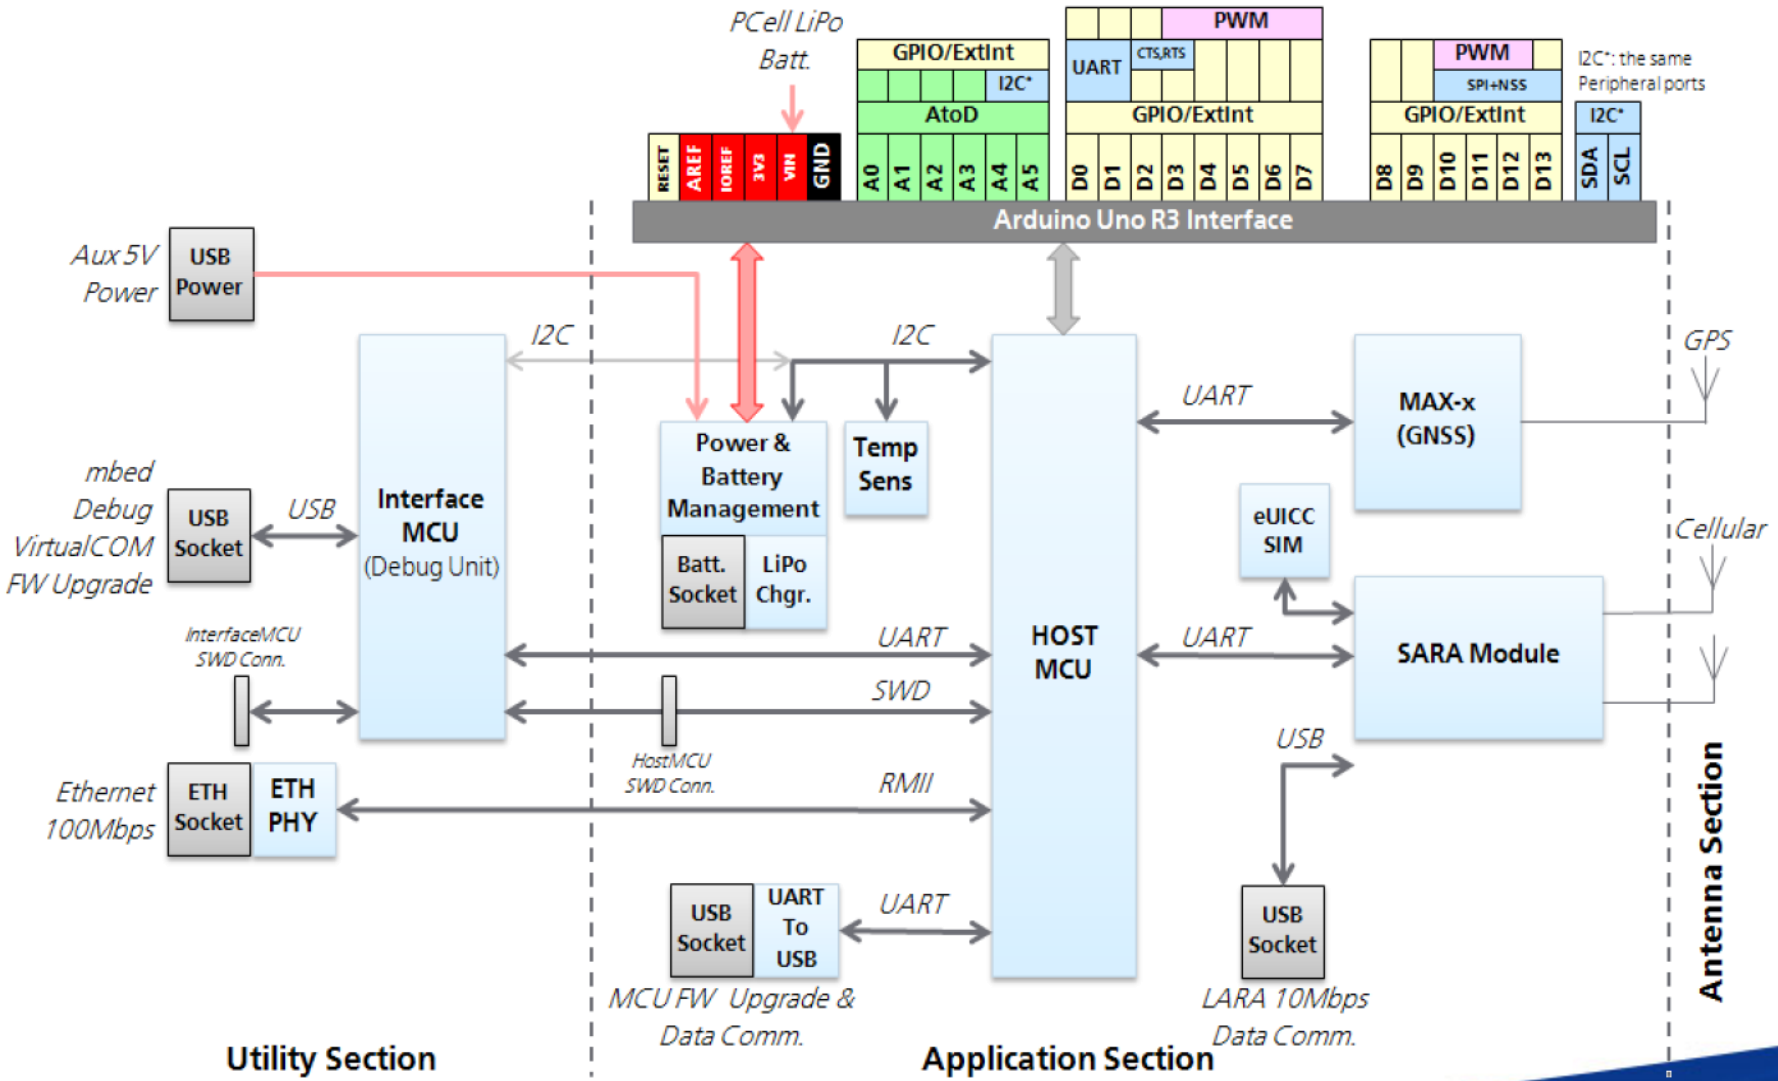 PCell LiPo
Batt.
RESET
AREF
IOREF
3V3
VIN
GND
GPIO/ExtInt
I2C*
AtoD
A0
A1
A2
A3
A4
A5
PWM
UART
CTS,RTS
GPIO/ExtInt
D0
D1
D2
D3
D4
D5
D6
D7
PWM
SPI+NSS
GPIO/ExtInt
D8
D9
D10
D11
D12
D13
I2C*: the same
Peripheral ports
I2C*
SDA
SCL
Arduino Uno R3 Interface
Aux 5V
Power
USB
Power
I2C
I2C
GPS
UART
MAX-x
(GNSS)
Power &
Battery
Management
Temp
Sens
Batt.
Socket
LiPo
Chgr.
mbed
Debug
VirtualCOM
FW Upgrade
USB
Socket
USB
Interface
MCU
(Debug Unit)
eUICC
SIM
Cellular
InterfaceMCU
SWD Conn.
UART
HOST
MCU
UART
SARA Module
SWD
HostMCU
SWD Conn.
USB
Ethernet
100Mbps
ETH
Socket
ETH
PHY
RMII
USB
Socket
UART
To
USB
UART
MCU FW Upgrade &
Data Comm.
USB
Socket
LARA 10Mbps
Data Comm.
Antenna Section
Utility Section
Application Section